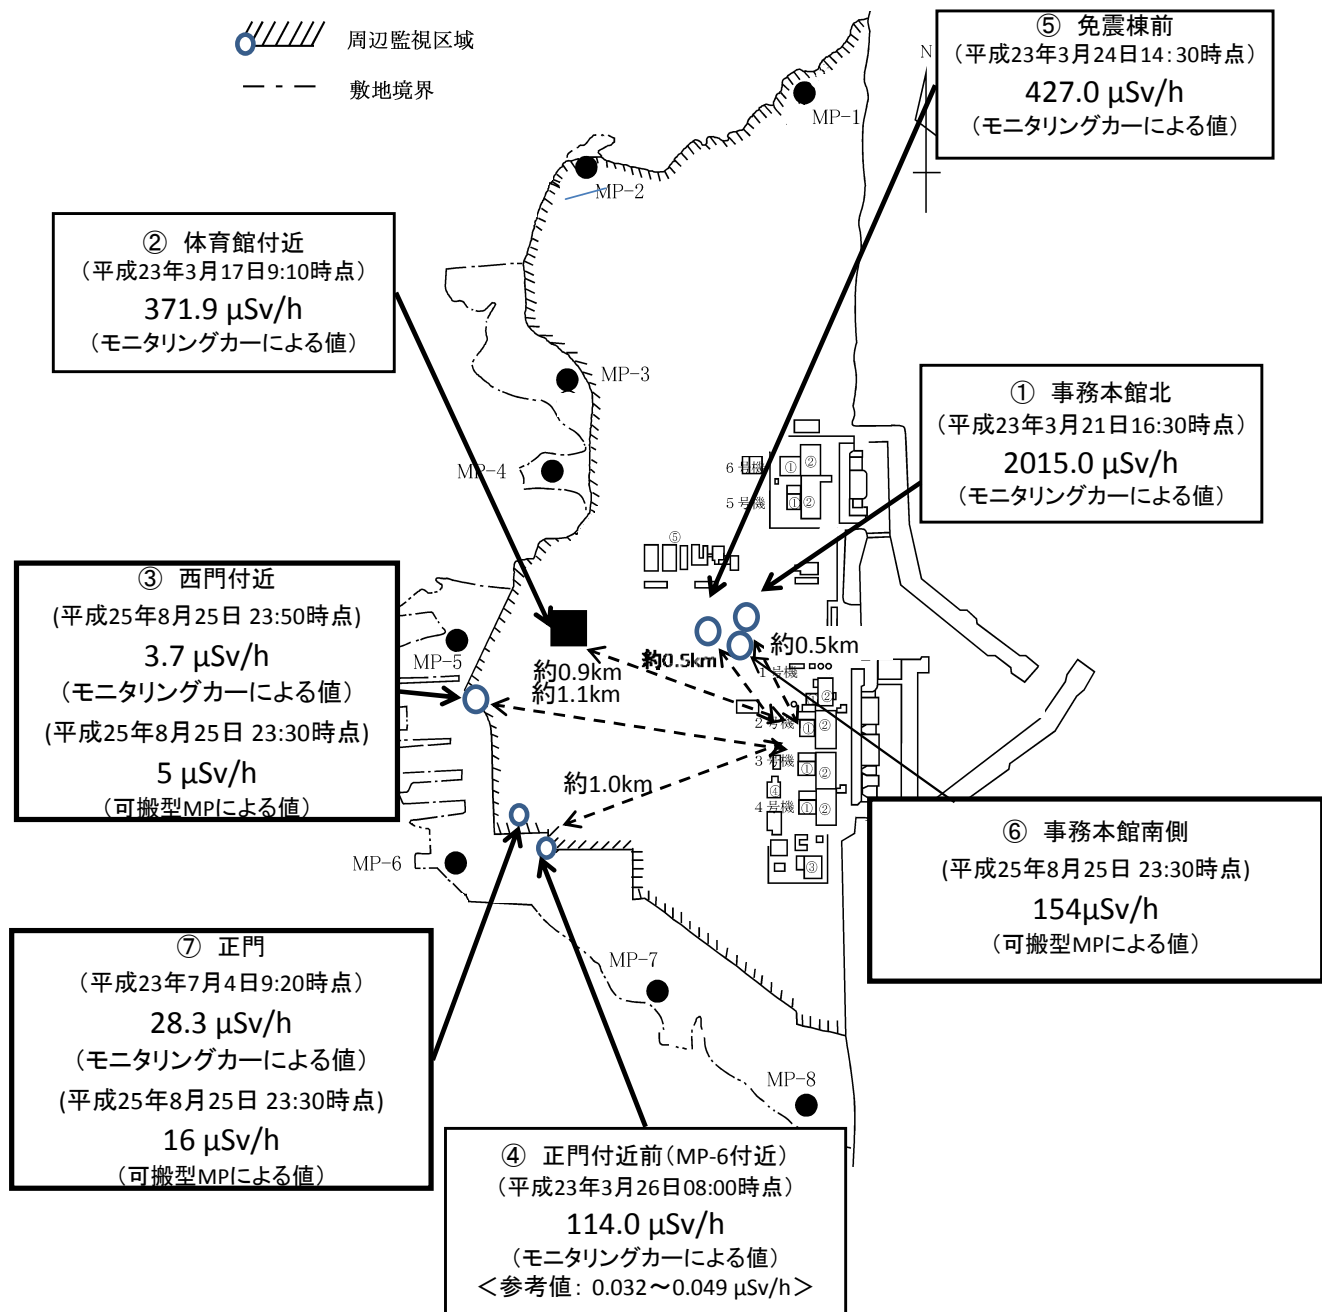 周辺監視区域
敷地境界
⑤ 免震棟前
（平成23年3月24日14：30時点）
427.0 μSv/h
（モニタリングカーによる値）
N
MP-1
MP-2
② 体育館付近
（平成23年3月17日9:10時点）
371.9 μSv/h
（モニタリングカーによる値）
MP-3
MP-4
① 事務本館北
（平成23年3月21日16:30時点）
2015.0 μSv/h
（モニタリングカーによる値）
6号機
①
②
5号機
①
②
⑤
③ 西門付近
(平成25年8月25日 23:50時点)
3.7 μSv/h
（モニタリングカーによる値）
(平成25年8月25日 23:30時点)
5 μSv/h
（可搬型MPによる値）
MP-5
約0.9km
約1.1km
約0.5km
約0.5km
1号機
②
2号機
①
②
3号機
①
②
約1.0km
④
4号機
①
②
③
MP-6
⑥ 事務本館南側
(平成25年8月25日 23:30時点)
154μSv/h
（可搬型MPによる値）
⑦ 正門
（平成23年7月4日9:20時点）
28.3 μSv/h
（モニタリングカーによる値）
(平成25年8月25日 23:30時点)
16 μSv/h
（可搬型MPによる値）
MP-7
MP-8
④ 正門付近前（MP-6付近）
（平成23年3月26日08:00時点）
114.0 μSv/h
（モニタリングカーによる値）
＜参考値： 0.032～0.049 μSv/h＞